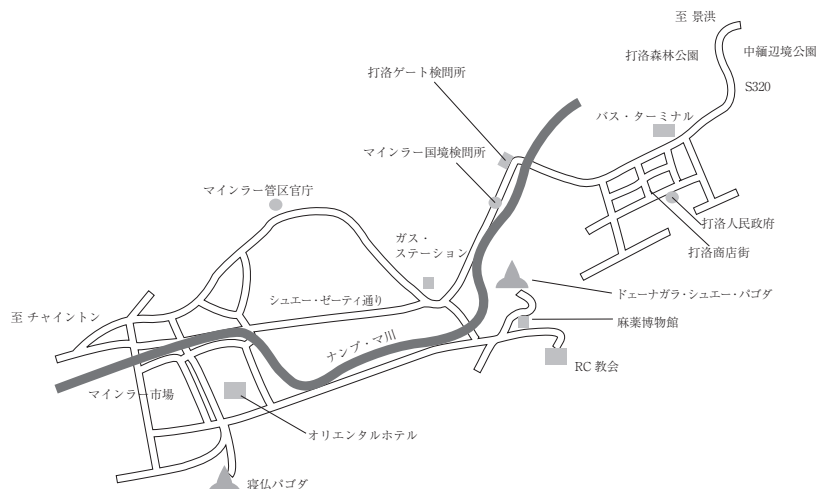 至 景洪
打洛森林公園
中緬辺境公園
S320
打洛ゲート検問所
バス・ターミナル
マインラー国境検問所
マインラー管区官庁
打洛人民政府
打洛商店街
ガス・
ステーション
ドェーナガラ・シュエー・パゴダ
シュエー・ゼーティ通り
至 チャイントン
麻薬博物館
ナンプ・マ川
RC 教会
マインラー市場
オリエンタルホテル
寝仏パゴダ